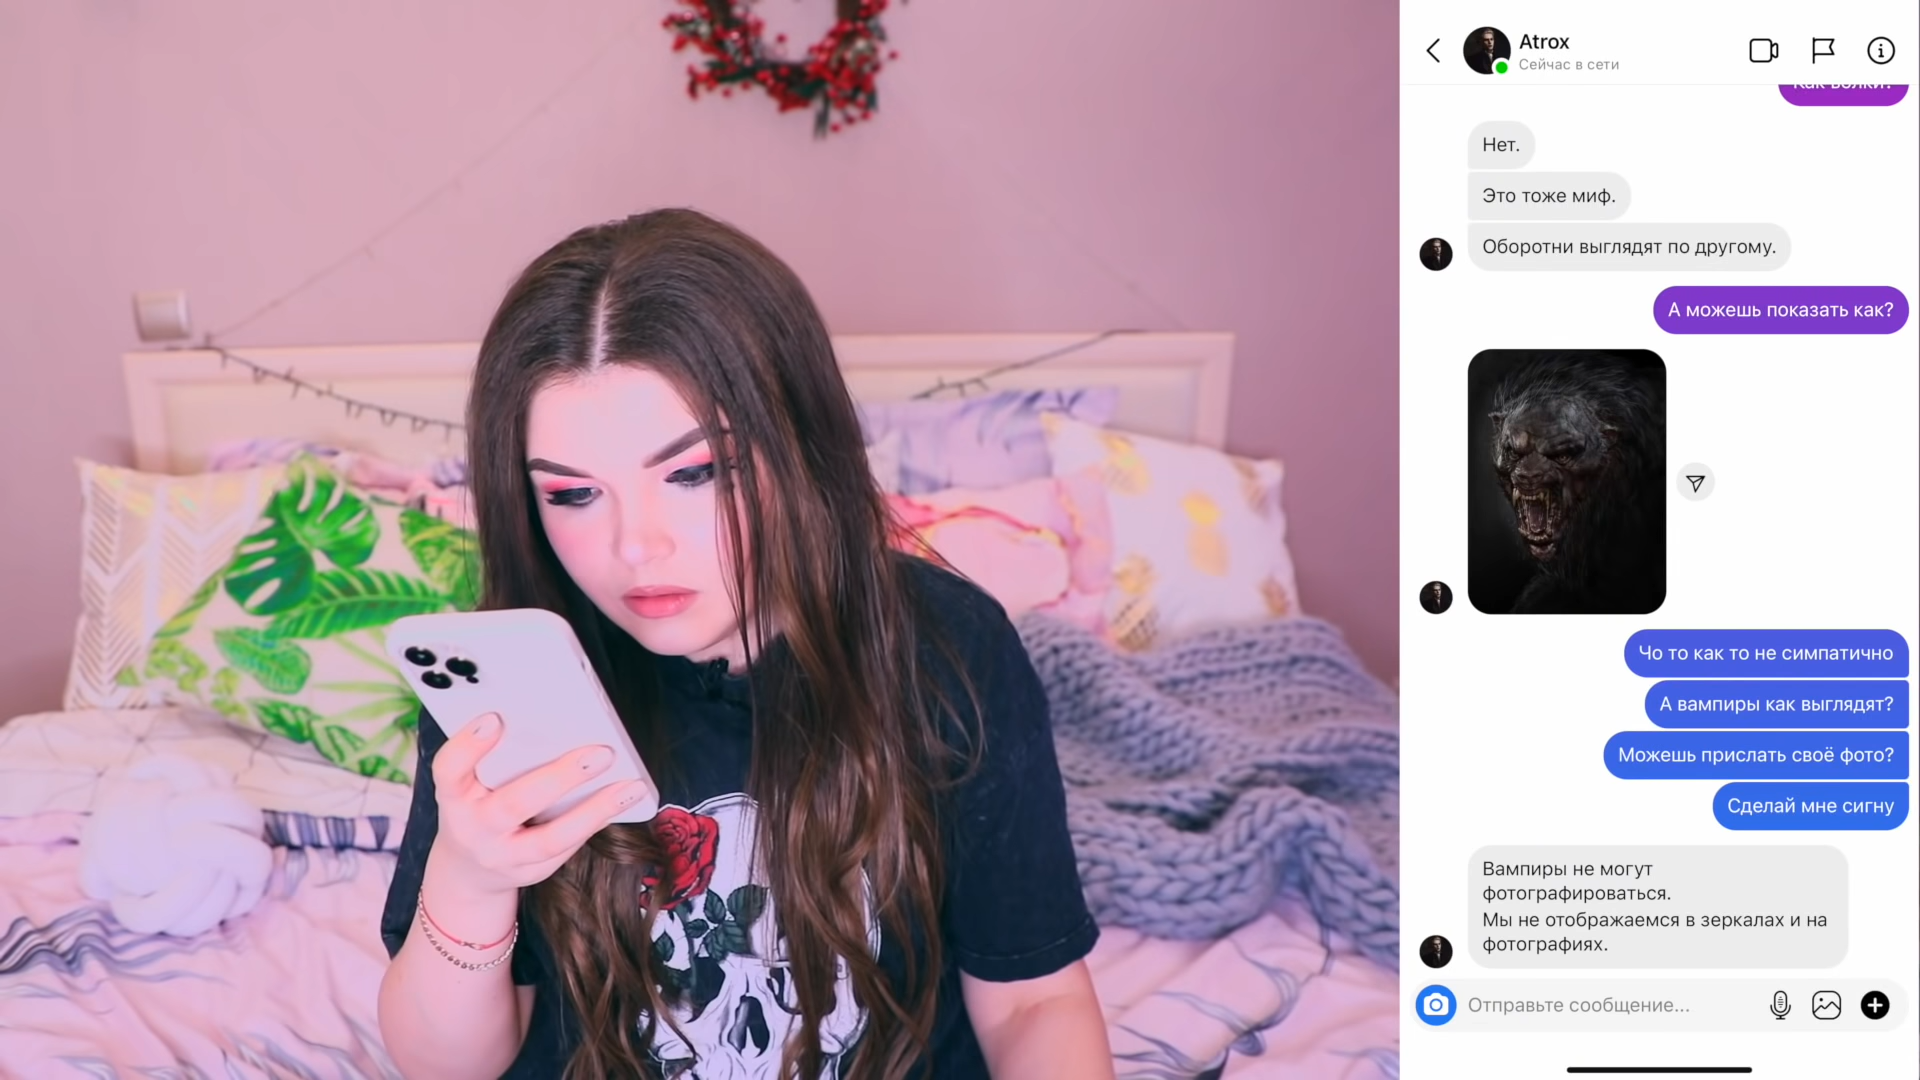 Atrox
Сейчас в сети
Как волки?
Нет.
Это тоже миф.
Оборотни выглядят по другому.
А можешь показать как?
Чо то как то не симпатично
А вампиры как выглядят?
Можешь прислать своё фото?
Сделай мне сигну
Вампиры не могут
фотографироваться.
Мы не отображаемся в зеркалах и на
фотографиях.
Отправьте сообщение...